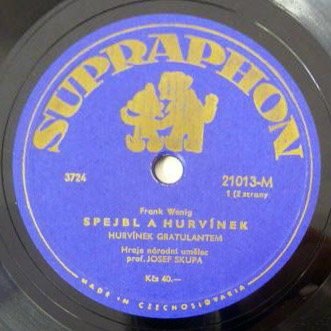 SUPRAPHON
3724
21013-M
1 (2 strany
Frank Wenig
SPEJBL A HURVÍNEK
HURVÍNEK GRATULANTEM
Hraje národní umělec
prof. JOSEF SKUPA
Kčs 40.—
MADE IN CZECHOSLOVAKIA